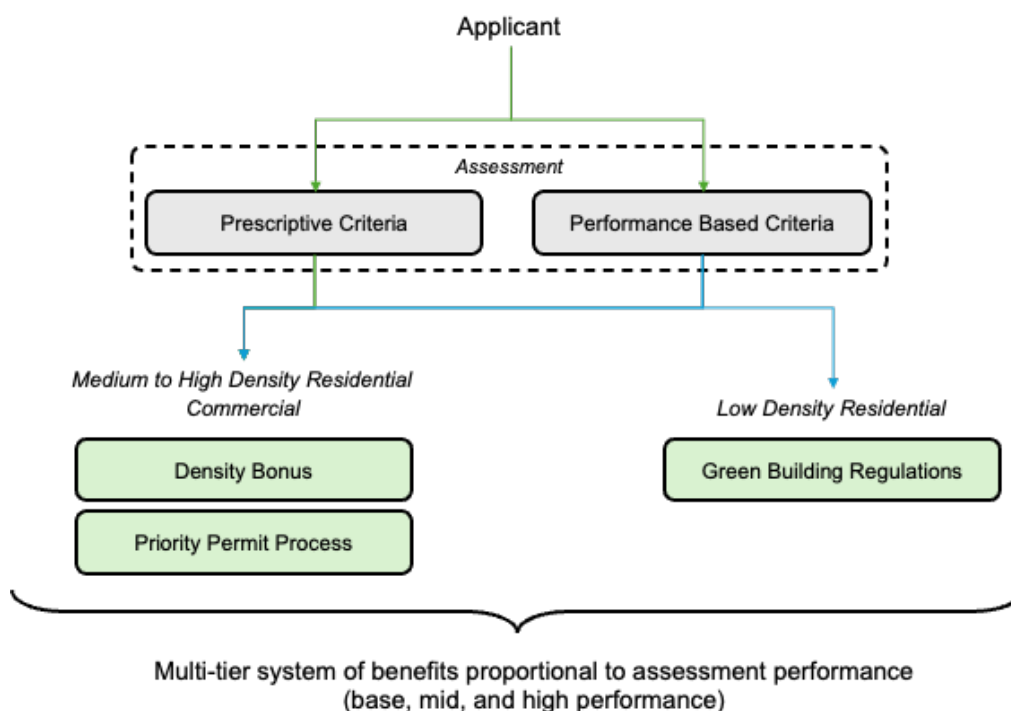 Applicant
Assessment
Prescriptive Criteria
Performance Based Criteria
Medium to High Density Residential
Commercial
Low Density Residential
Density Bonus
Green Building Regulations
Priority Permit Process
Multi-tier system of benefits proportional to assessment performance
(base, mid, and high performance)